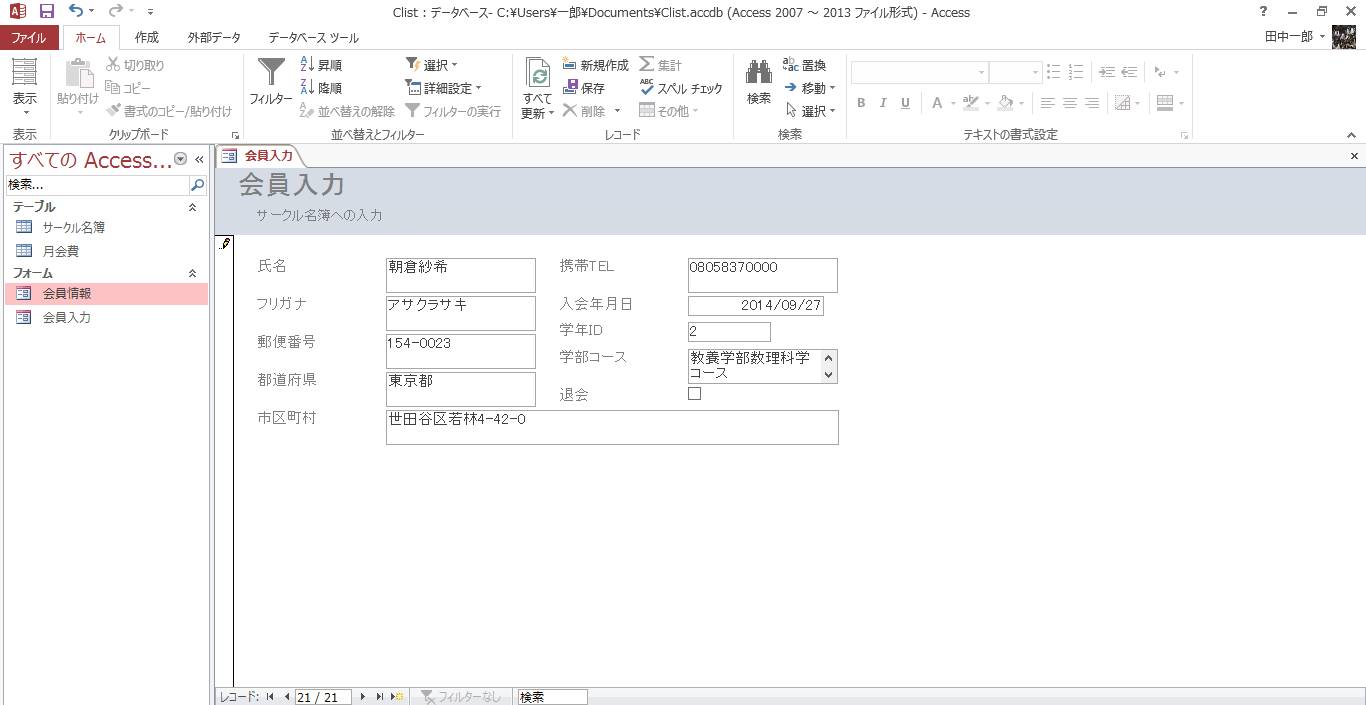 Clist : データベース- C:¥Users¥一郎¥Documents¥Clist.accdb (Access 2007 ～ 2013 ファイル形式) - Access
?
ファイル ホーム 作成 外部データ データベース ツール 田中一郎
表示
表示
貼り付け
切り取り
コピー
書式のコピー/貼り付け
クリップボード
フィルター
昇順
降順
並べ替えの解除
選択
詳細設定
フィルターの実行
並べ替えとフィルター
すべて
更新
新規作成
保存
削除
集計
スペル チェック
その他
レコード
検索
置換
移動
選択
検索
B I U A
テキストの書式設定
すべての Access... «
検索...
テーブル
サークル名簿
月会費
フォーム
会員情報
会員入力
会員入力
会員入力
サークル名簿への入力
氏名 朝倉紗希
フリガナ アサクラサキ
郵便番号 154-0023
都道府県 東京都
市区町村 世田谷区若林4-42-0
携帯TEL 08058370000
入会年月日 2014/09/27
学年ID 2
学部コース 教養学部数理科学
コース
退会
レコード: 21 / 21 フィルターなし 検索